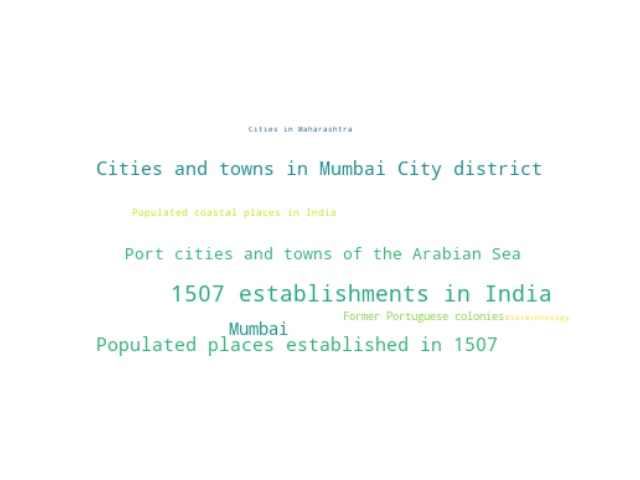 Cities in Maharashtra
Cities and towns in Mumbai City district
Populated coastal places in India
Port cities and towns of the Arabian Sea
1507 establishments in India
Former Portuguese colonies
Biotechnology
Mumbai
Populated places established in 1507